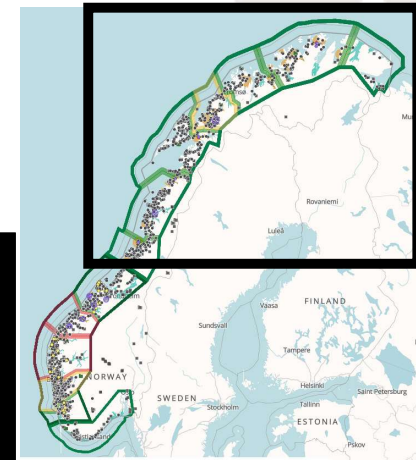 Mu
Rovaniemi
Luleå
Vaasa
FINLAND
Sundsvall
Tampere
NORWAY
Helsinki
Saint Petersburg
SWEDEN
Stockholm
Tallinn
ESTONIA
Pskov